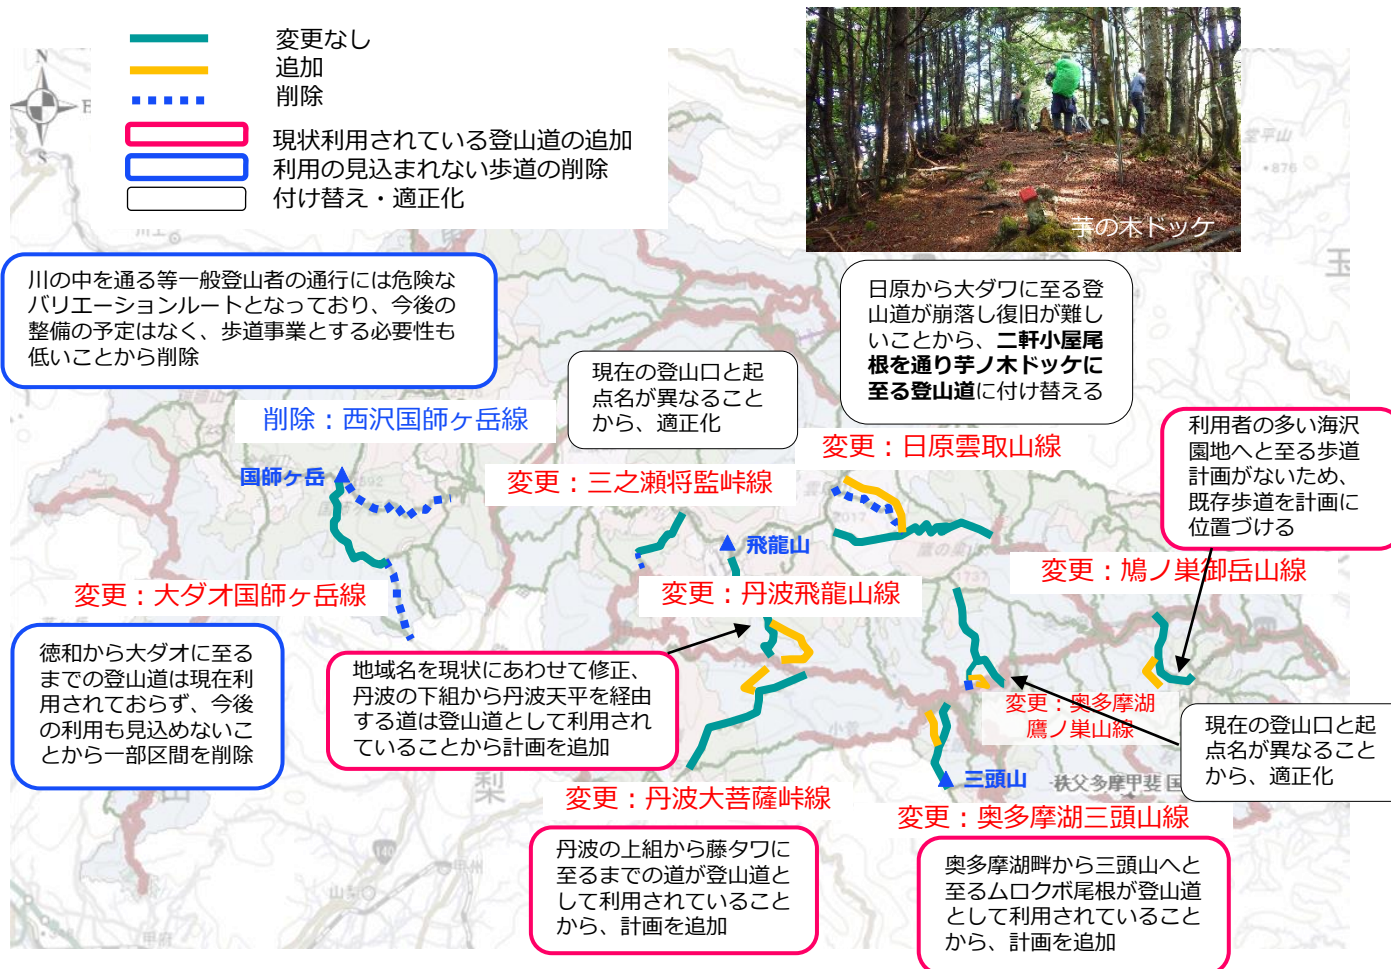 変更なし
追加
削除
現状利用されている登山道の追加
利用の見込まれない歩道の削除
付け替え・適正化
N
S
堂平山
•876
芋の木ドッケ
川の中を通る等一般登山者の通行には危険な
バリエーションルートとなっており、今後の
整備の予定はなく、歩道事業とする必要性も
低いことから削除
日原から大ダワに至る登
山道が崩落し復旧が難し
いことから、二軒小屋尾
根を通り芋ノ木ドッケに
至る登山道に付け替える
現在の登山口と起
点名が異なること
から、適正化
利用者の多い海沢
園地へと至る歩道
計画がないため、
既存歩道を計画に
位置づける
削除：西沢国師ヶ岳線
変更：日原雲取山線
国師ヶ岳
変更：三之瀬将監峠線
飛龍山
変更：鳩ノ巣御岳山線
変更：大ダオ国師ヶ岳線
変更：丹波飛龍山線
徳和から大ダオに至る
までの登山道は現在利
用されておらず、今後
の利用も見込めないこ
とから一部区間を削除
地域名を現状にあわせて修正、
丹波の下組から丹波天平を経由
する道は登山道として利用され
ていることから計画を追加
変更：奥多摩湖
鷹ノ巣山線
現在の登山口と起
点名が異なること
から、適正化
小菅
三頭山
秩父多摩甲斐国
梨
変更：丹波大菩薩峠線
変更：奥多摩湖三頭山線
丹波の上組から藤タワに
至るまでの道が登山道と
して利用されていること
から、計画を追加
奥多摩湖畔から三頭山へと
至るムロクボ尾根が登山道
として利用されていること
から、計画を追加
140
甲州
山梨
甲府